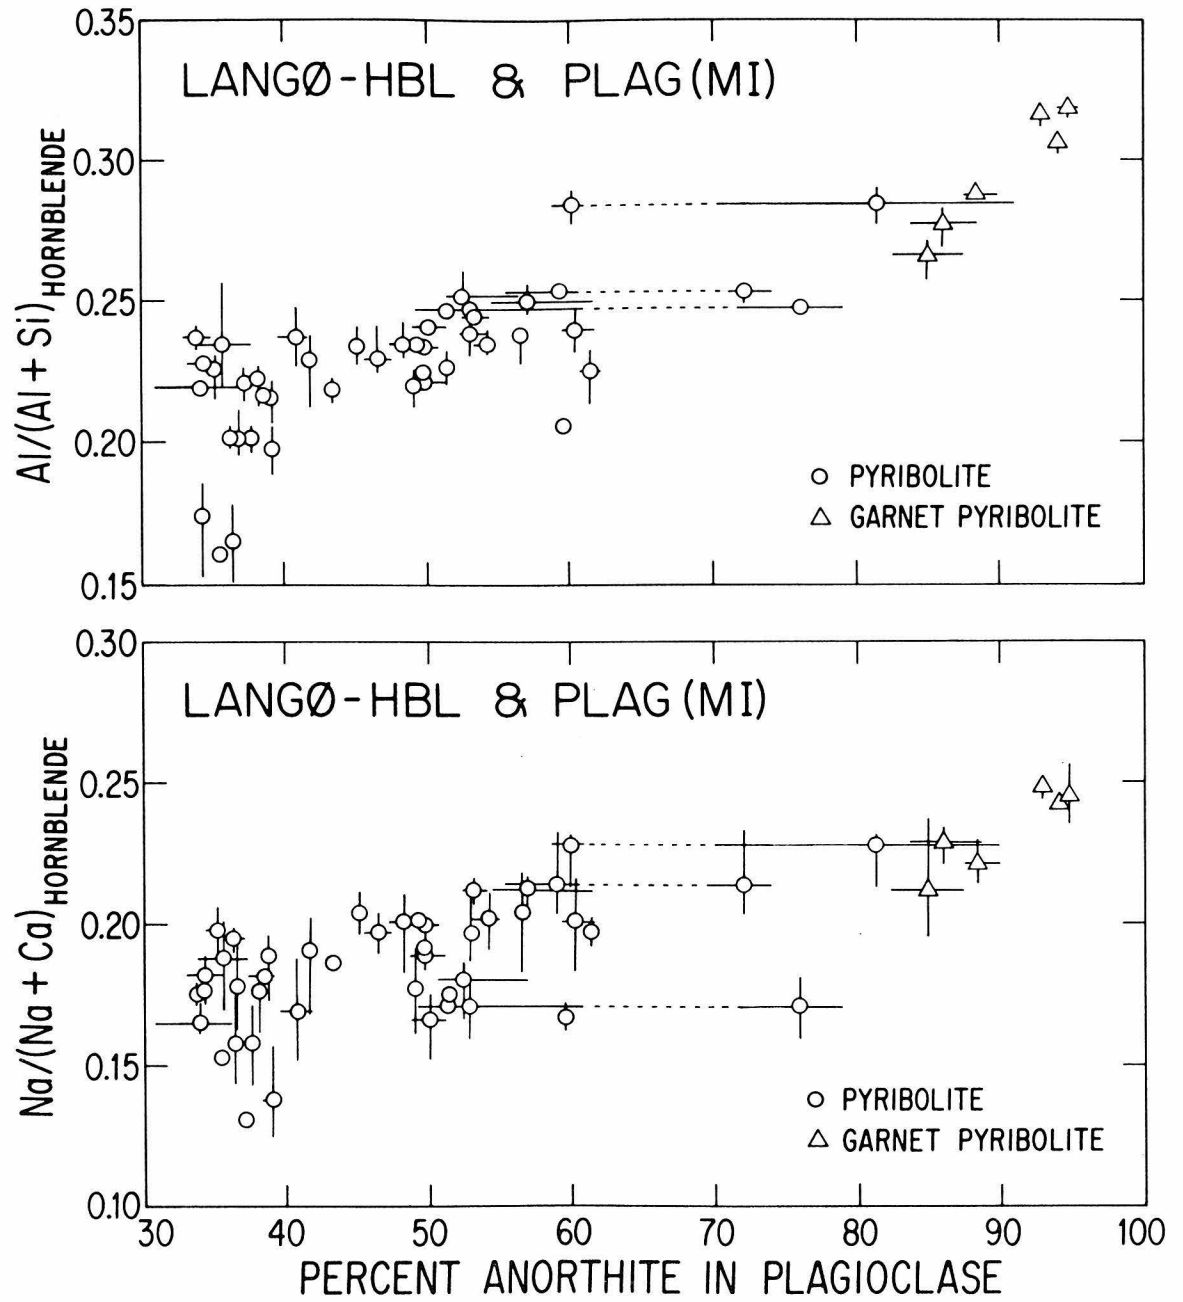 0.35
LANGØ-HBL & PLAG(MI)
0.30
0.25
0.20
0.15
Al/(Al + Si)HORNBLENDE
PYRIBOLITE
GARNET PYRIBOLITE
0.30
LANGØ-HBL & PLAG(MI)
0.25
0.20
0.15
0.10
Na/(Na + Ca)HORNBLENDE
PYRIBOLITE
GARNET PYRIBOLITE
30 40 50 60 70 80 90 100
PERCENT ANORTHITE IN PLAGIOCLASE